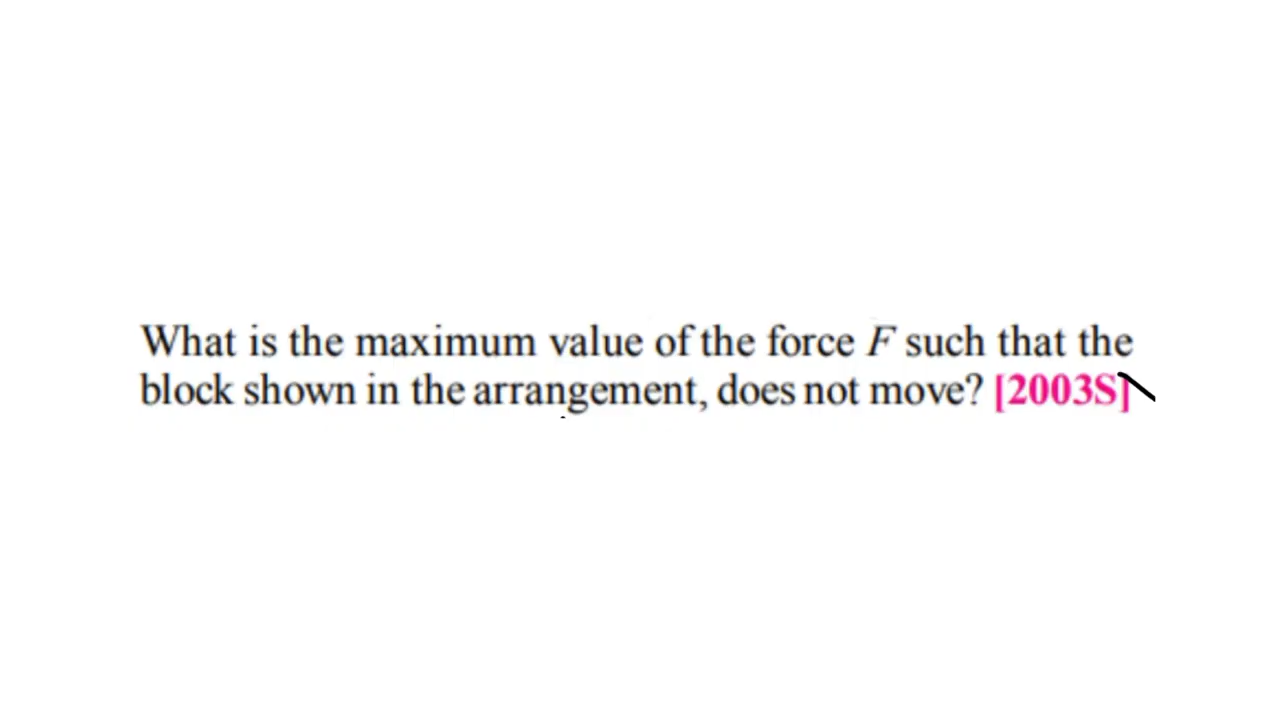 What is the maximum value of the force F such that the
block shown in the arrangement, does not move? [2003S]